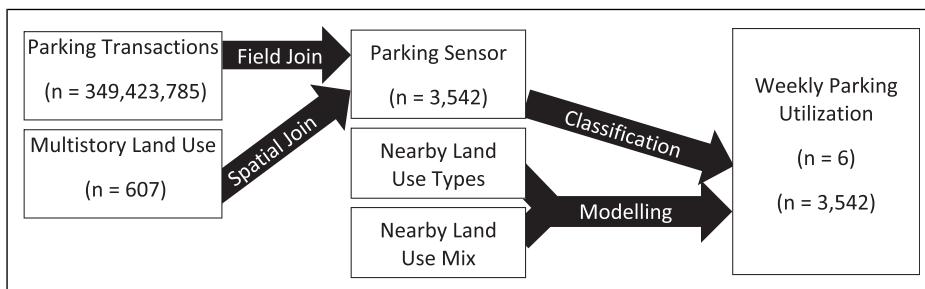 Parking Transactions
(n = 349,423,785)
Field Join
Multistory Land Use
(n = 607)
Spatial Join
Parking Sensor
(n = 3,542)
Nearby Land
Use Types
Nearby Land
Use Mix
Classification
Modelling
Weekly Parking
Utilization
(n = 6)
(n = 3,542)